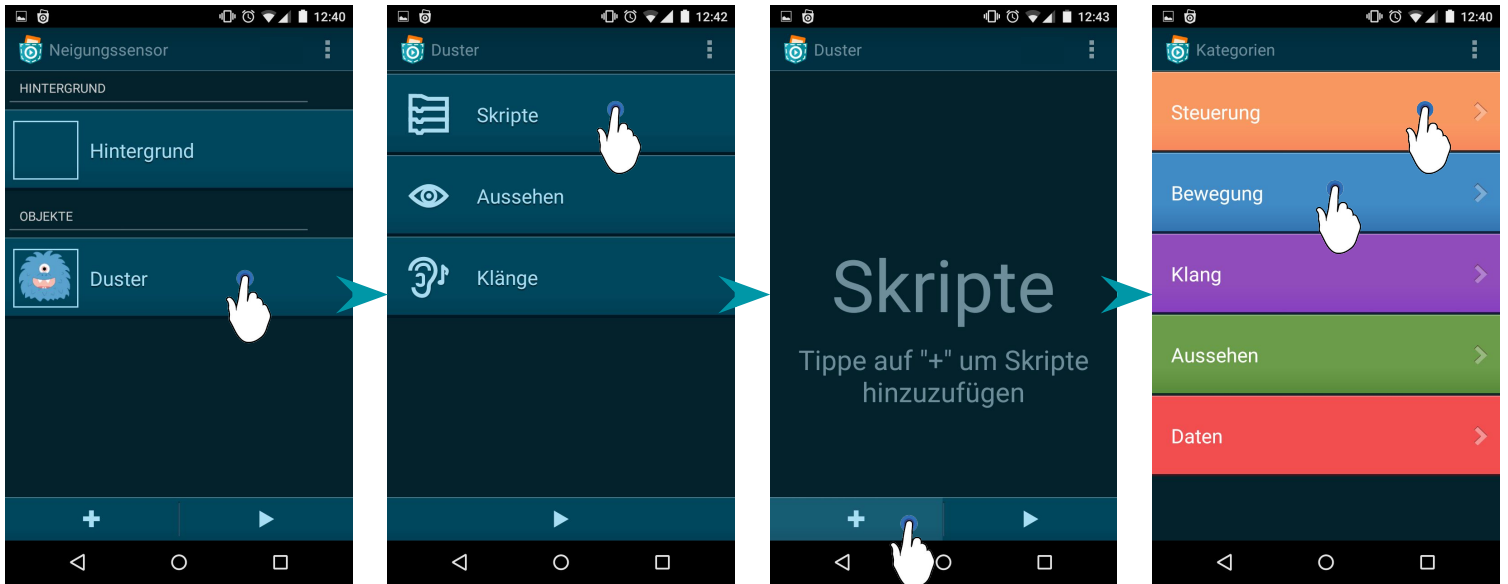 12:40
Neigungssensor
HINTERGRUND
Hintergrund
OBJEKTE
Duster
12:42
Duster
Skripte
Aussehen
Klänge
12:43
Duster
Skripte
Tippe auf "+" um Skripte
hinzuzufügen
12:40
Kategorien
Steuerung
Bewegung
Klang
Aussehen
Daten